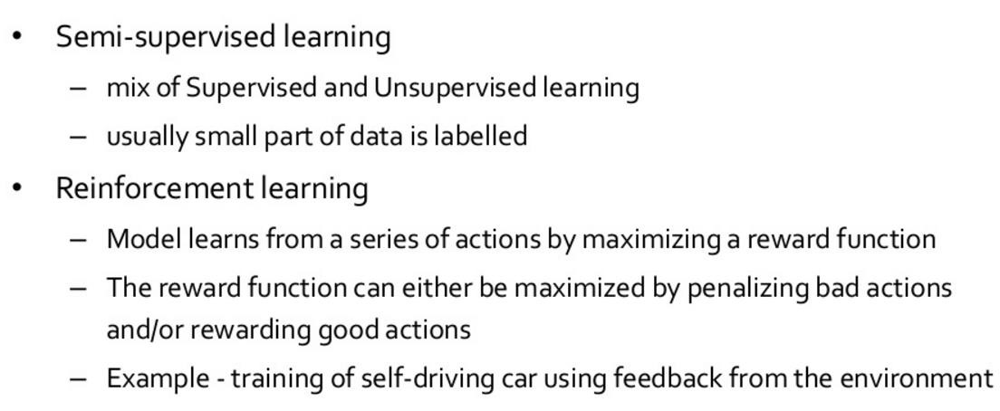 • Semi-supervised learning
– mix of Supervised and Unsupervised learning
– usually small part of data is labelled
• Reinforcement learning
– Model learns from a series of actions by maximizing a reward function
– The reward function can either be maximized by penalizing bad actions
and/or rewarding good actions
– Example - training of self-driving car using feedback from the environment